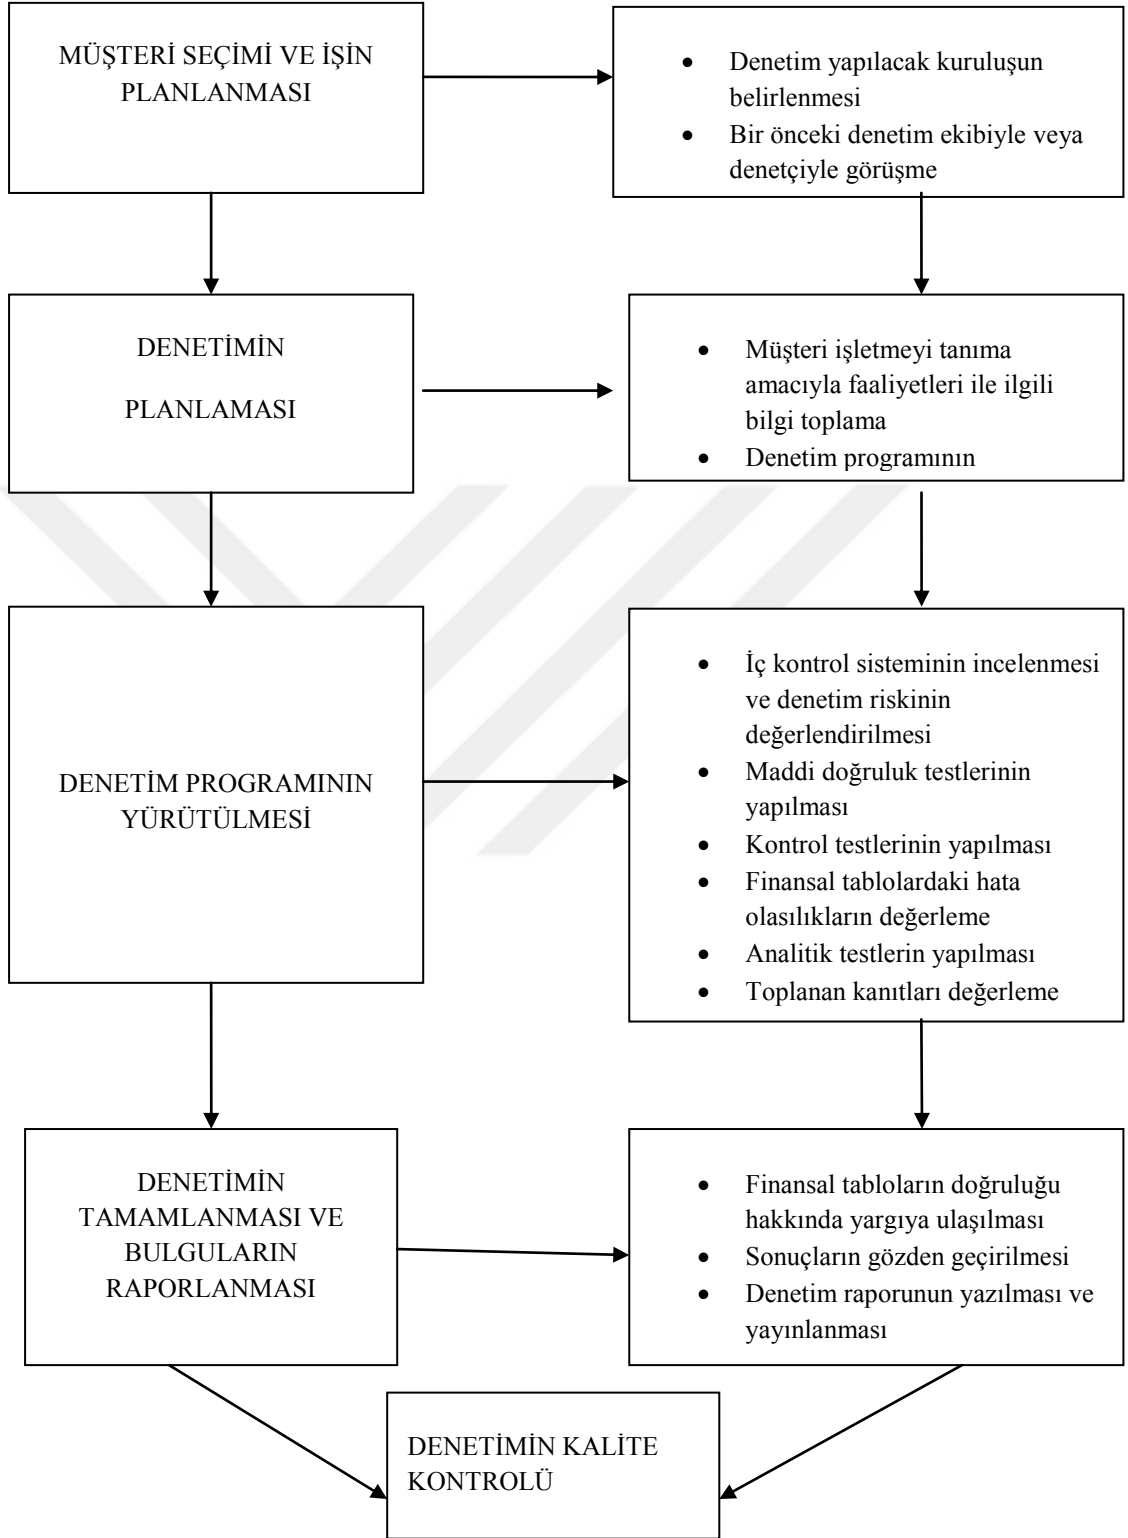 MÜŞTERİ SEÇİMİ VE İŞİN
PLANLANMASI
• Denetim yapılacak kuruluşun
belirlenmesi
• Bir önceki denetim ekibiyle veya
denetçiyle görüşme
DENETİMİN
PLANLAMASI
• Müşteri işletmeyi tanıma
amacıyla faaliyetleri ile ilgili
bilgi toplama
• Denetim programının
DENETİM PROGRAMININ
YÜRÜTÜLMESİ
• İç kontrol sisteminin incelenmesi
ve denetim riskinin
değerlendirilmesi
• Maddi doğruluk testlerinin
yapılması
• Kontrol testlerinin yapılması
• Finansal tablolardaki hata
olasılıkların değerleme
• Analitik testlerin yapılması
• Toplanan kanıtları değerleme
DENETİMİN
TAMAMLANMASI VE
BULGULARIN
RAPORLANMASI
• Finansal tabloların doğruluğu
hakkında yargıya ulaşılması
• Sonuçların gözden geçirilmesi
• Denetim raporunun yazılması ve
yayınlanması
DENETİMİN KALİTE
KONTROLÜ